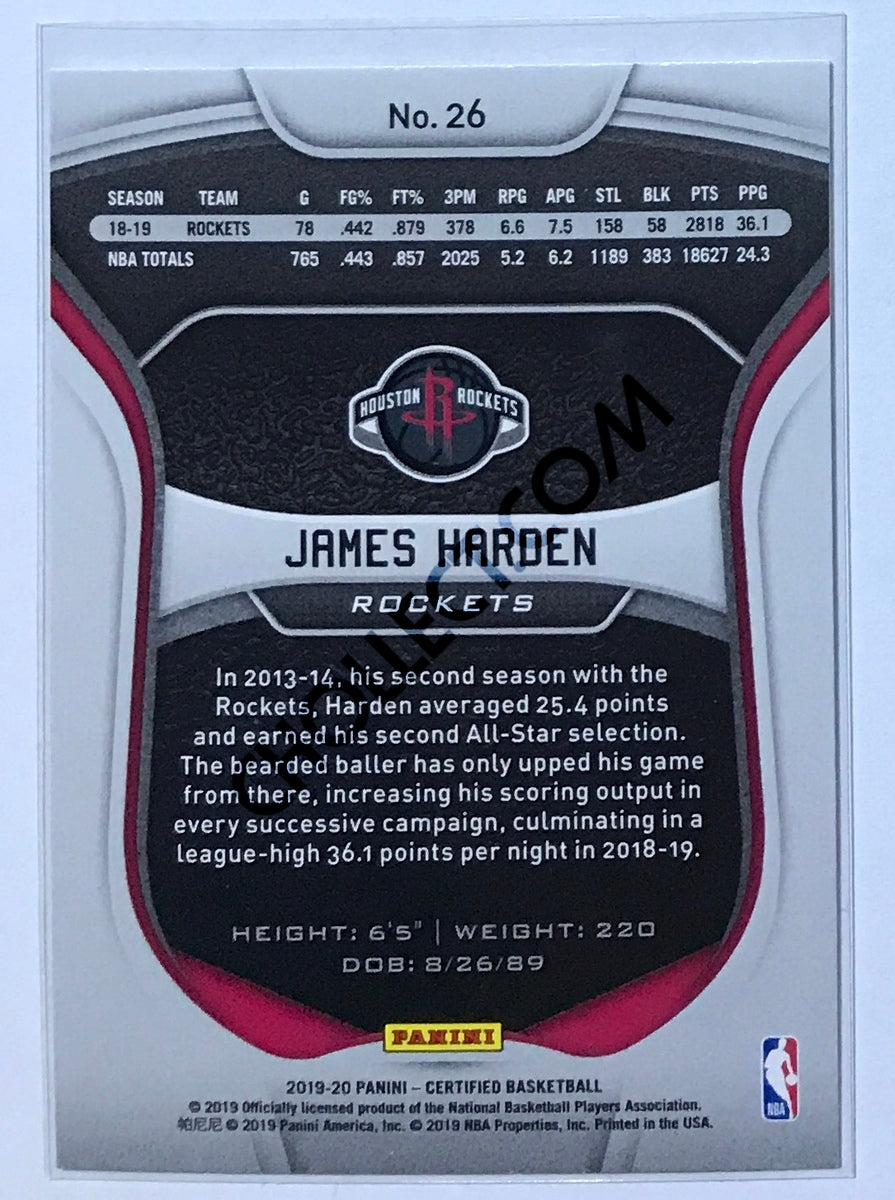 No. 26
SEASON TEAM G FG% FT% 3PM RPG APG STL BLK PTS PPG
18-19 ROCKETS 78 .442 .879 378 6.6 7.5 158 58 2818 36.1
NBA TOTALS 765 .443 .857 2025 5.2 6.2 1189 383 18627 24.3
HOUSTON R ROCKETS
JAMES HARDEN
ROCKETS
In 2013-14, his second season with the
Rockets, Harden averaged 25.4 points
and earned his second All-Star selection.
The bearded baller has only upped his game
from there, increasing his scoring output in
every successive campaign, culminating in a
league-high 36.1 points per night in 2018-19.
CHOLLECT.COM
HEIGHT: 6'5" | WEIGHT: 220
DOB: 8/26/89
PANINI
2019-20 PANINI – CERTIFIED BASKETBALL
© 2019 Officially licensed product of the National Basketball Players Association.
帕尼尼 © 2019 Panini America, Inc. © 2019 NBA Properties, Inc. Printed in the USA.
NBA